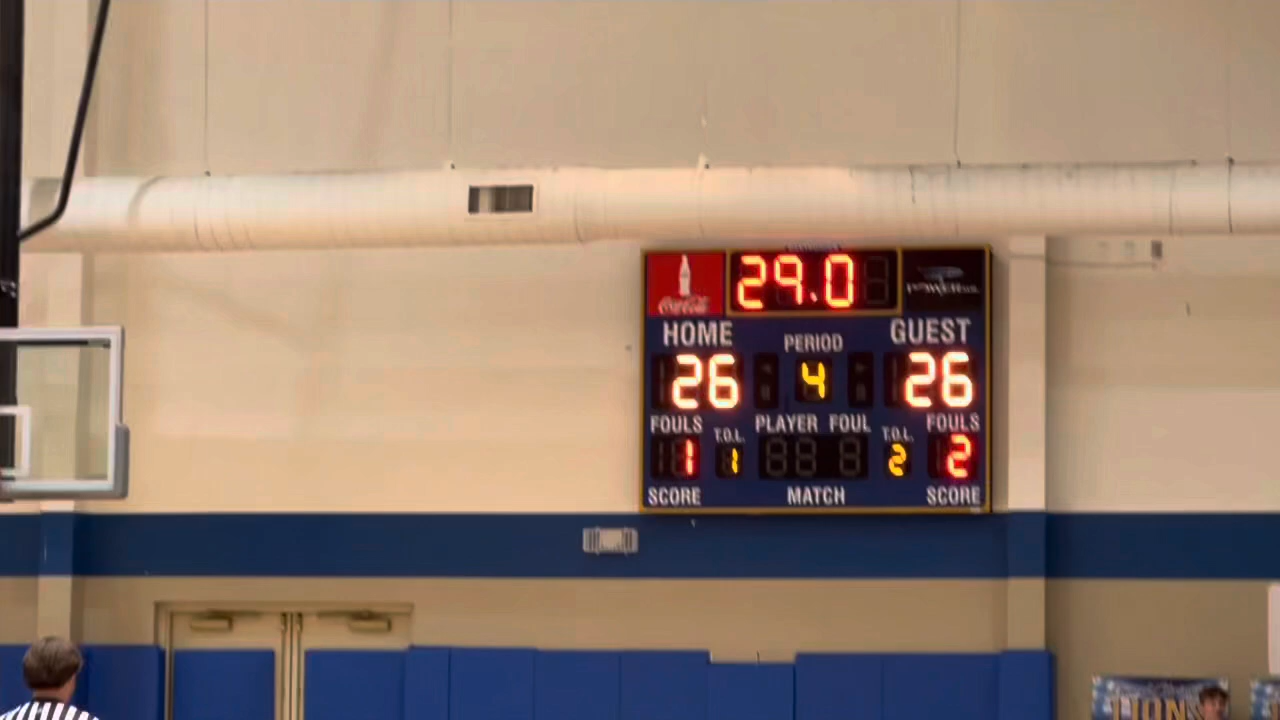 29.0
Coca-Cola
HOME PERIOD GUEST
26 4 26
FOULS T.O.L. PLAYER FOUL T.O.L. FOULS
1 1 2 2
SCORE MATCH SCORE
LIONS